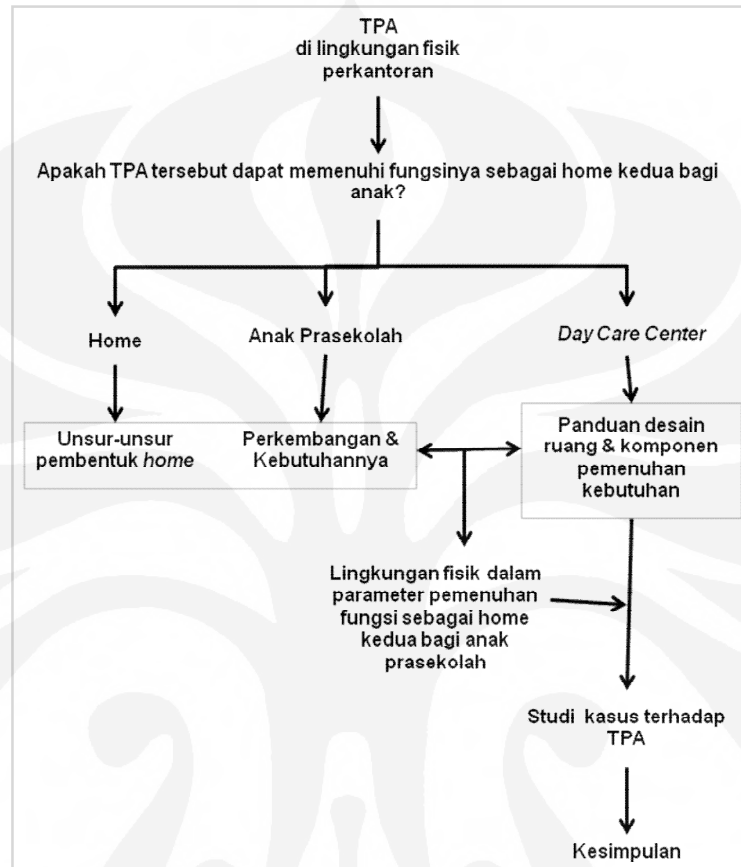 TPA
di lingkungan fisik
perkantoran
Apakah TPA tersebut dapat memenuhi fungsinya sebagai home kedua bagi
anak?
Home
Anak Prasekolah
Day Care Center
Unsur-unsur
pembentuk home
Perkembangan &
Kebutuhannya
Panduan desain
ruang & komponen
pemenuhan
kebutuhan
Lingkungan fisik dalam
parameter pemenuhan
fungsi sebagai home
kedua bagi anak
prasekolah
Studi kasus terhadap
TPA
Kesimpulan